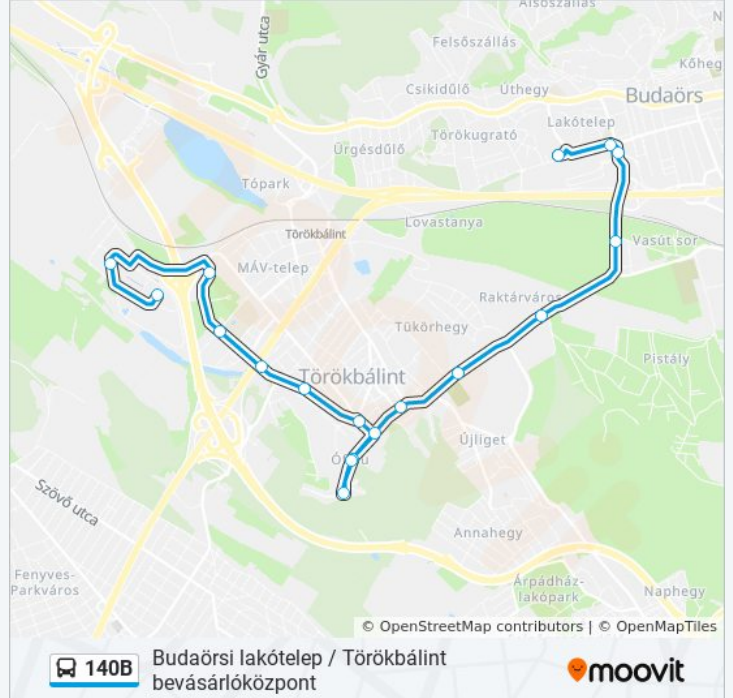 Alsószállás
Gyár utca
Felsőszállás
Kőheg
Csikidűlő
Úthegy
Budaörs
Lakótelep
Törökugrató
Ürgésdűlő
Tópark
Lovastanya
Törökbálint
Vasút sor
MÁV-telep
Raktárváros
Tükörhegy
Pistály
Törökbálint
Újliget
Szövő utca
Annahegy
Fenyves-
Parkváros
Árpádház-
lakópark
Naphegy
© OpenStreetMap contributors | © OpenMapTiles
140B
Budaörsi lakótelep / Törökbálint
bevásárlóközpont
moovit